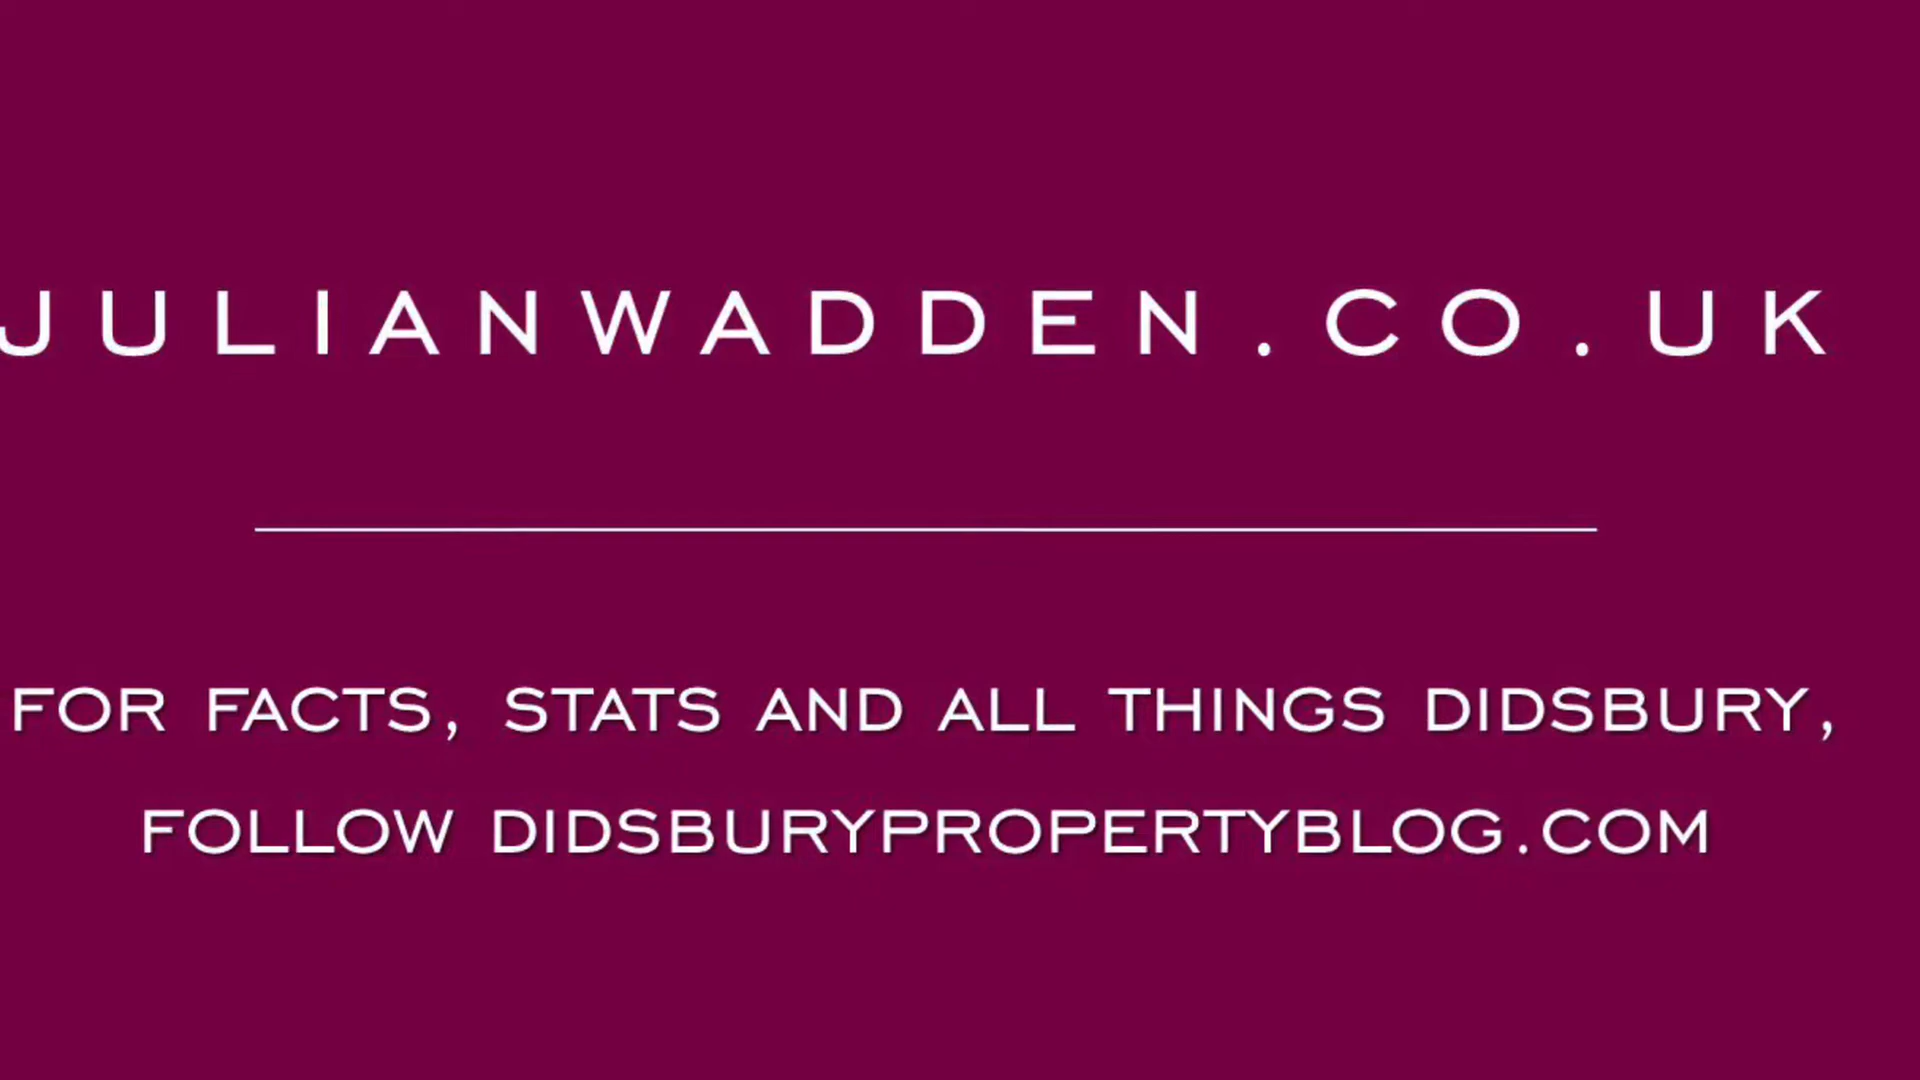 JULIANWADDEN.CO.UK
FOR FACTS, STATS AND ALL THINGS DIDSBURY,
FOLLOW DIDSBURYPROPERTYBLOG.COM